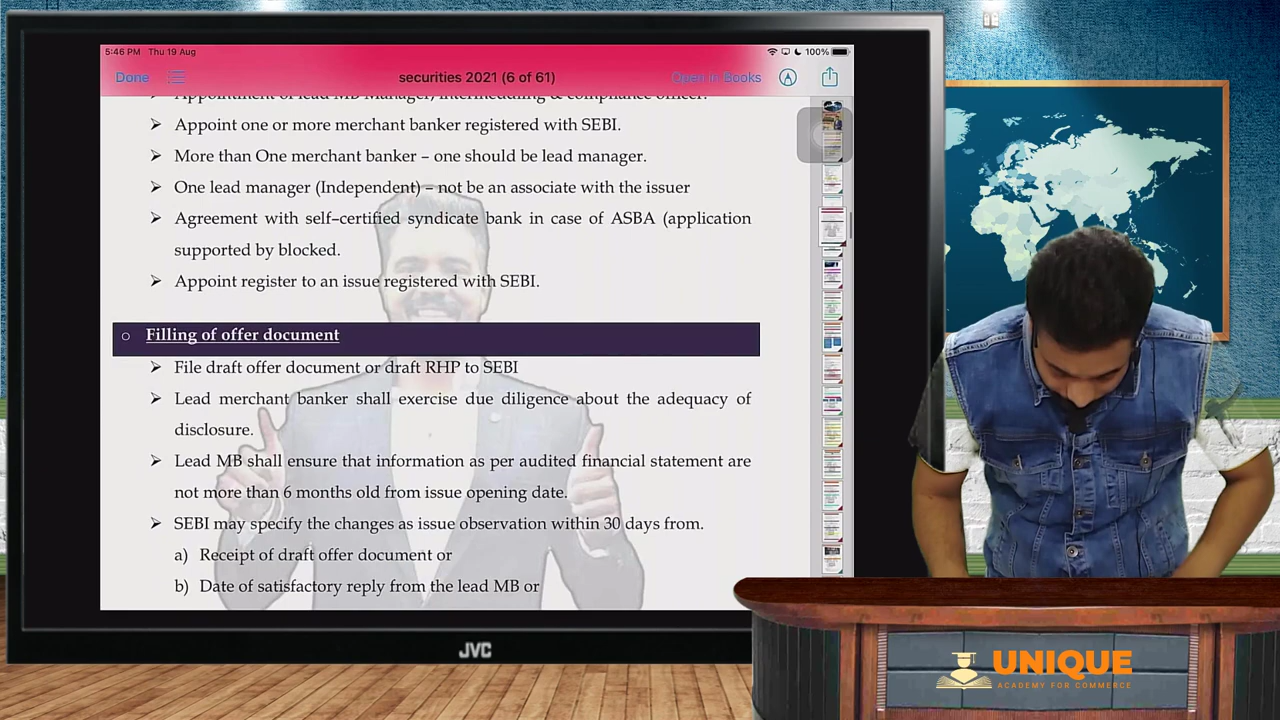 5:46 PM Thu 19 Aug
100%
Done
securities 2021 (6 of 61)
Open in Books
➢ Appoint one or more merchant banker registered with SEBI.
➢ More than One merchant banker – one should be lead manager.
➢ One lead manager (Independent) – not be an associate with the issuer
➢ Agreement with self–certified syndicate bank in case of ASBA (application
supported by blocked.
➢ Appoint register to an issue registered with SEBI.
Filling of offer document
➢ File draft offer document or draft RHP to SEBI
➢ Lead merchant banker shall exercise due diligence about the adequacy of
disclosure.
➢ Lead MB shall ensure that information as per audited financial statement are
not more than 6 months old from issue opening date.
➢ SEBI may specify the changes as issue observation within 30 days from.
a) Receipt of draft offer document or
b) Date of satisfactory reply from the lead MB or
JVC
UNIQUE
ACADEMY FOR COMMERCE